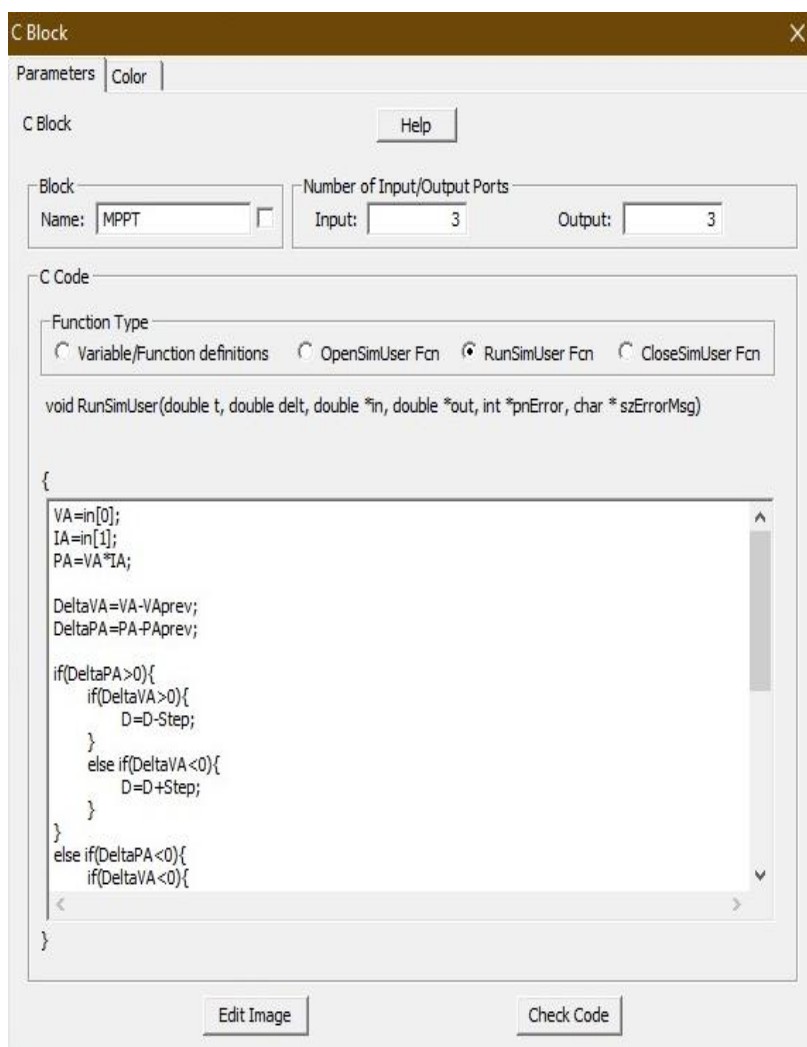 C Block
Parameters Color
C Block Help
Block Number of Input/Output Ports
Name: MPPT Input: 3 Output: 3
C Code
Function Type
Variable/Function definitions OpenSimUser Fcn RunSimUser Fcn CloseSimUser Fcn
void RunSimUser(double t, double delt, double *in, double *out, int *pnError, char * szErrorMsg)
{
VA=in[0];
IA=in[1];
PA=VA*IA;
DeltaVA=VA-VAprev;
DeltaPA=PA-PAprev;
if(DeltaPA>0){
if(DeltaVA>0){
D=D-Step;
}
else if(DeltaVA<0){
D=D+Step;
}
}
else if(DeltaPA<0){
if(DeltaVA<0){
}
Edit Image Check Code